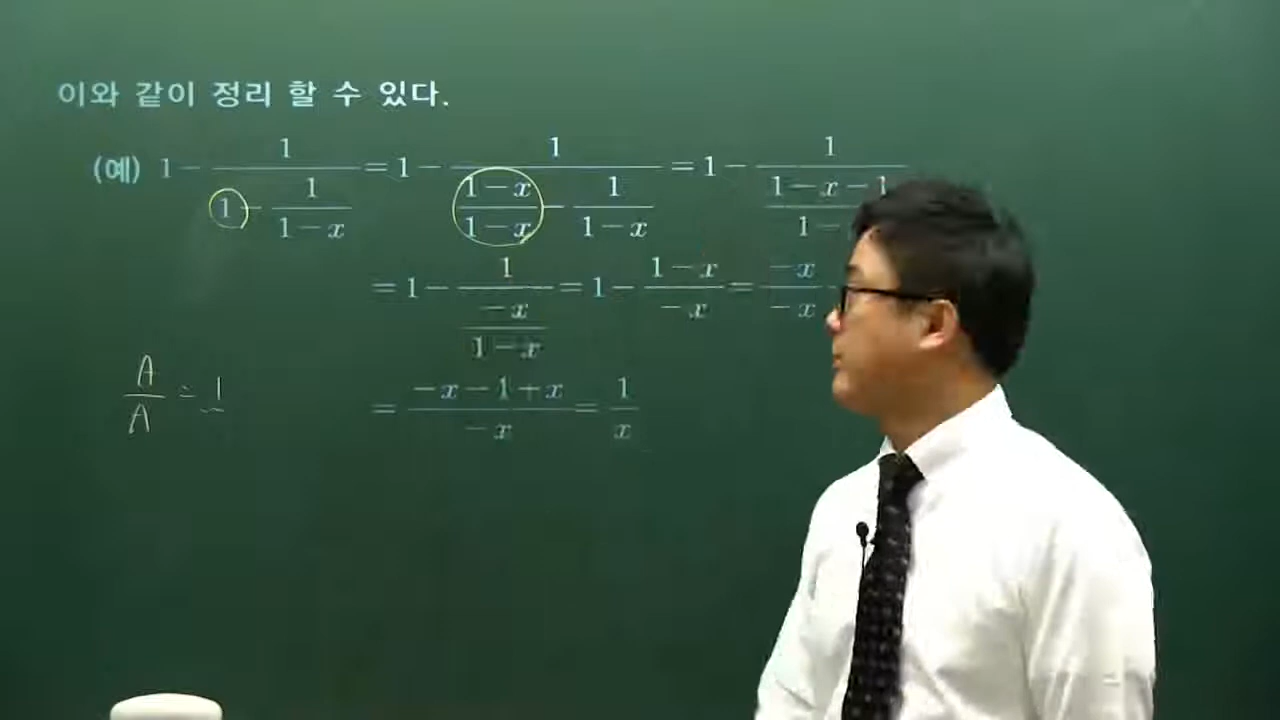 이와 같이 정리 할 수 있다.
(예) 1 - 1/(1 - 1/(1-x)) = 1 - 1/((1-x)/(1-x) - 1/(1-x)) = 1 - 1/((1-x-1)/(1-
= 1 - 1/((-x)/(1-x)) = 1 - (1-x)/(-x) = (-x)/(-x)
A/A = 1
= (-x-1+x)/(-x) = 1/x